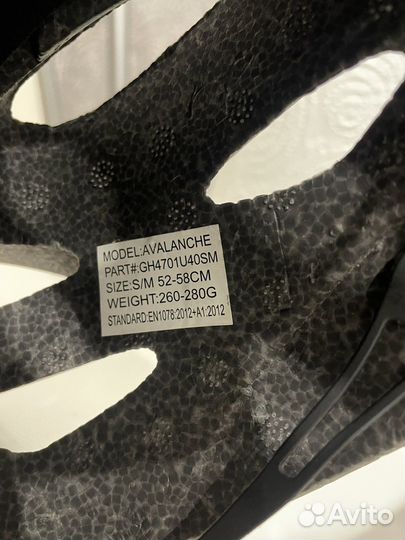 MODEL:AVALANCHE
PART#:GH4701U40SM
SIZE:S/M 52-58CM
WEIGHT:260-280G
STANDARD:EN1078:2012+A1:2012
Avito